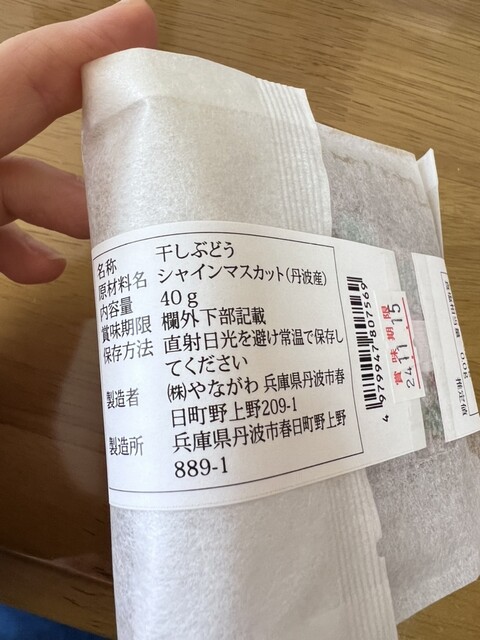 名称 干しぶどう
原材料名 シャインマスカット(丹波産)
内容量 40g
賞味期限 欄外下部記載
保存方法 直射日光を避け常温で保存し
てください
製造者 ㈱やながわ 兵庫県丹波市春
日町野上野209-1
製造所 兵庫県丹波市春日町野上野
889-1
賞味期限
24.11.15